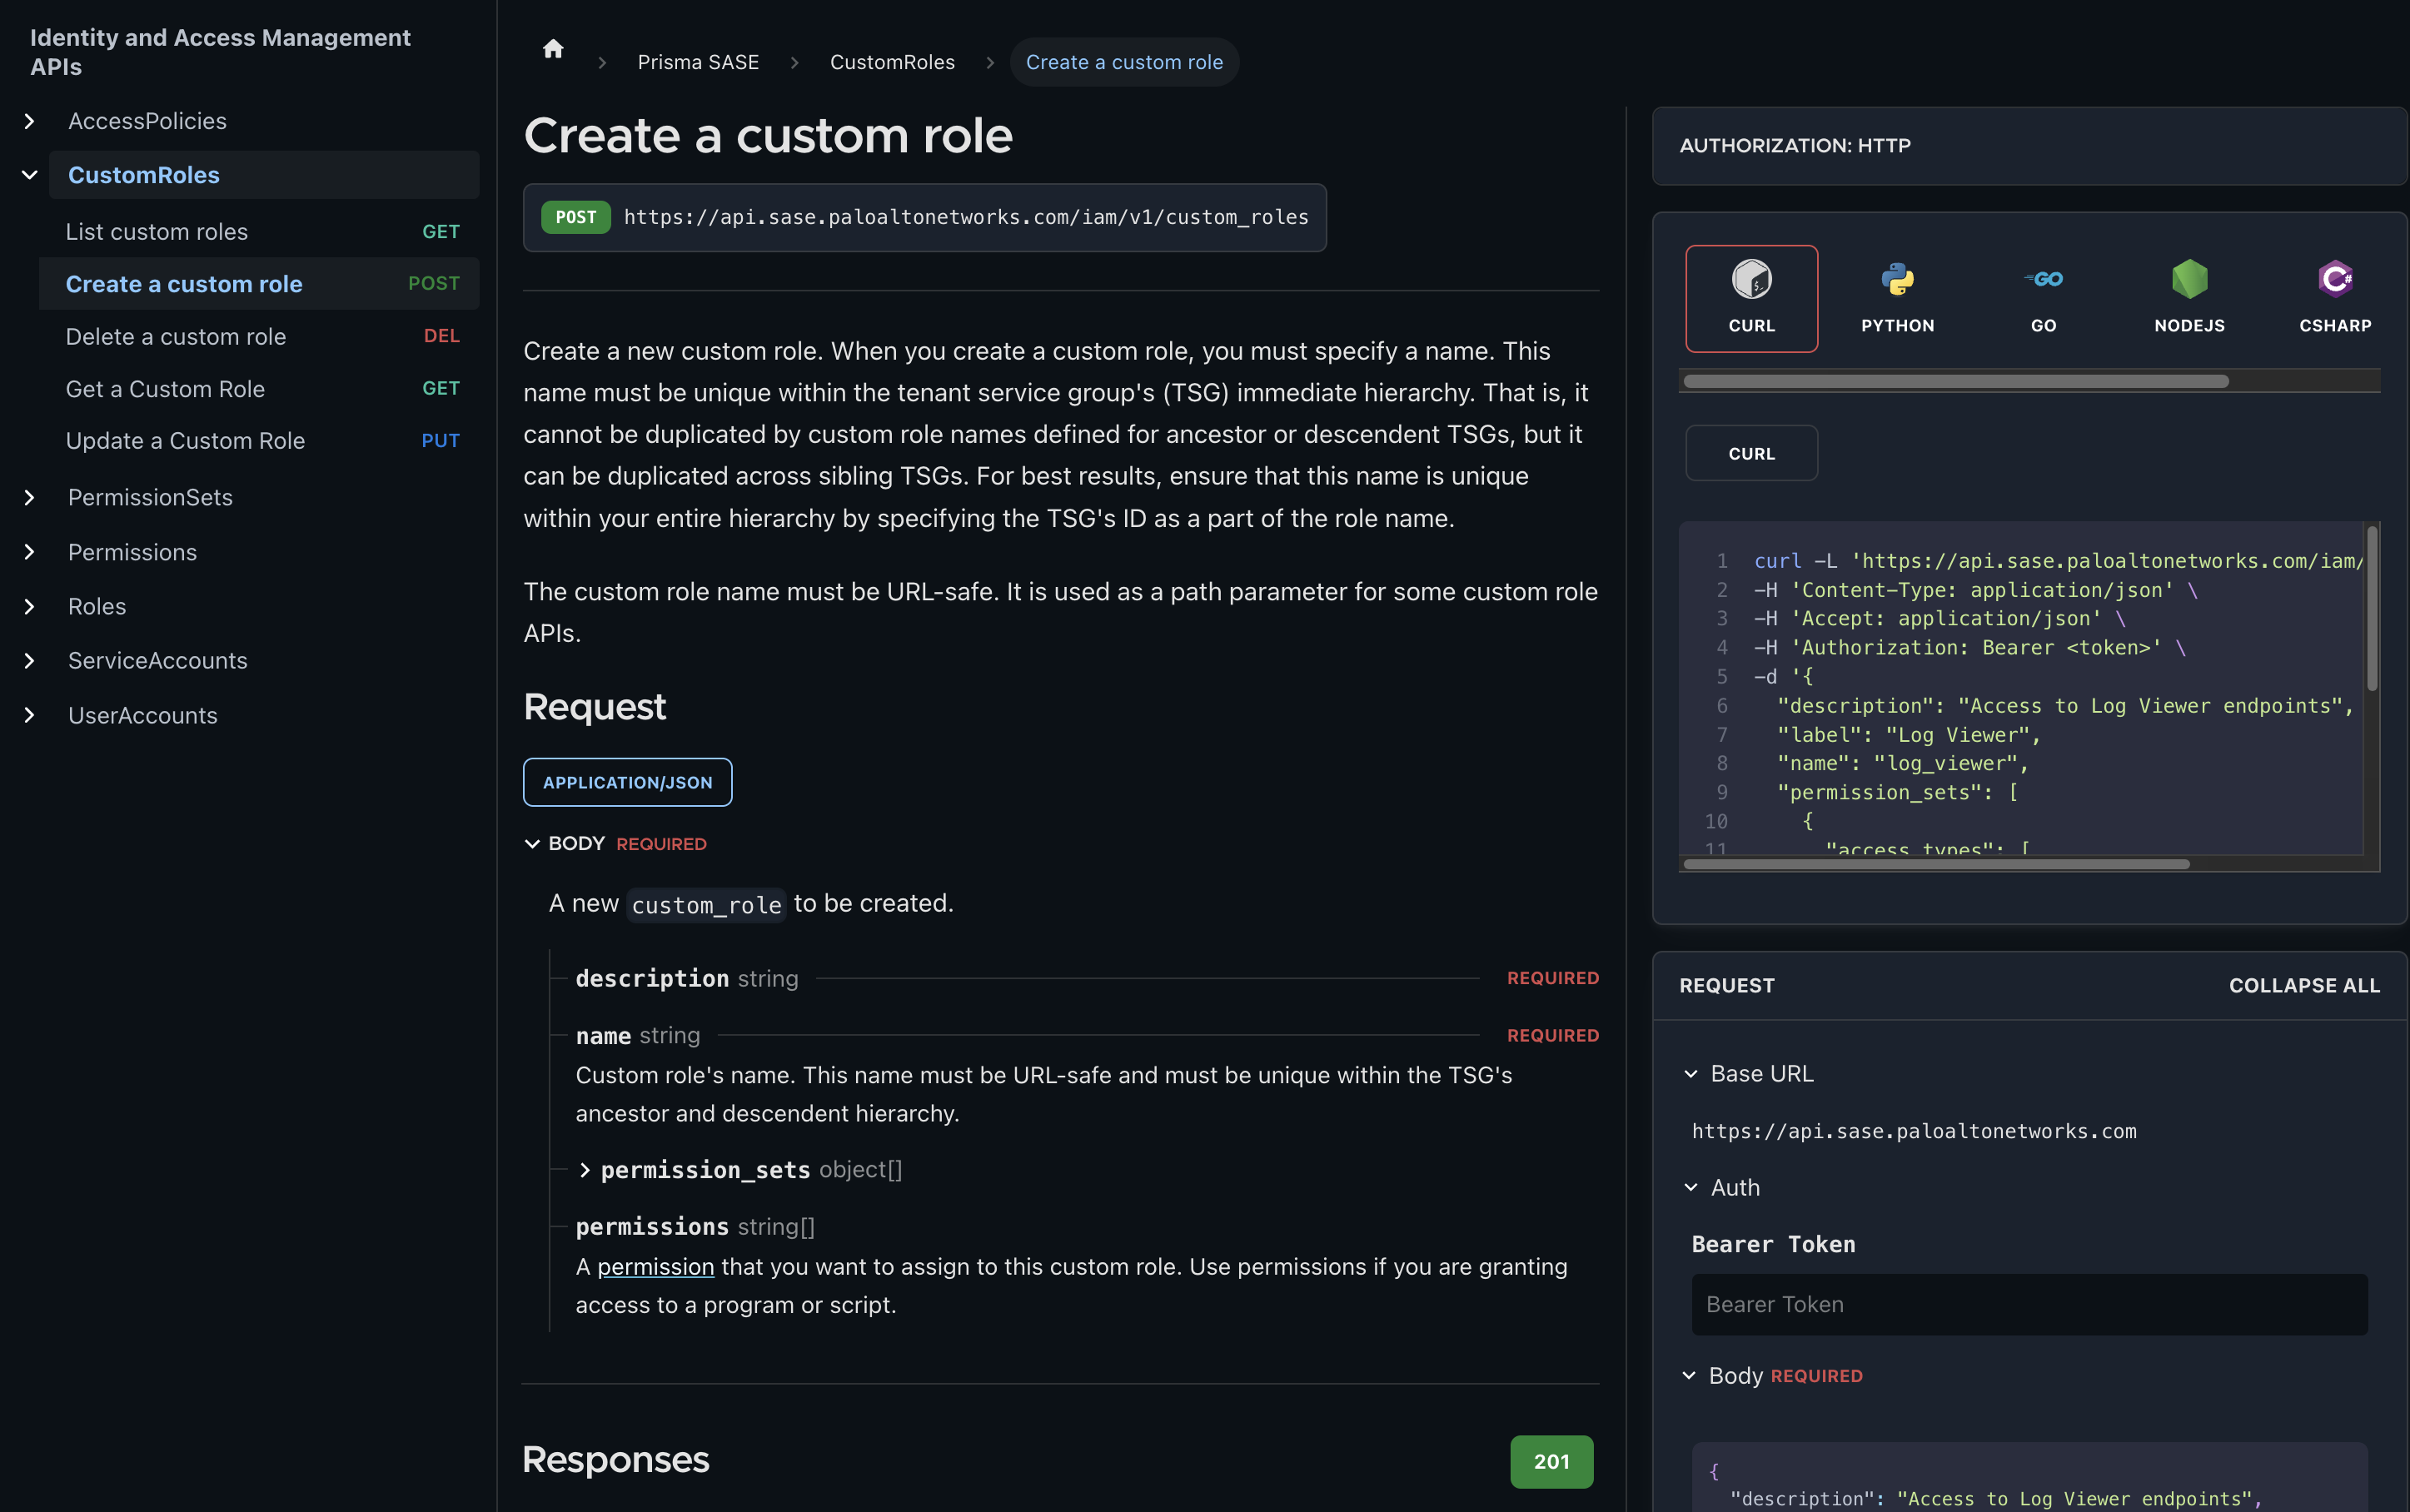 Identity and Access Management
APIs
AccessPolicies
CustomRoles
List custom roles GET
Create a custom role POST
Delete a custom role DEL
Get a Custom Role GET
Update a Custom Role PUT
PermissionSets
Permissions
Roles
ServiceAccounts
UserAccounts
Prisma SASE > CustomRoles > Create a custom role
Create a custom role
POST https://api.sase.paloaltonetworks.com/iam/v1/custom_roles
Create a new custom role. When you create a custom role, you must specify a name. This
name must be unique within the tenant service group's (TSG) immediate hierarchy. That is, it
cannot be duplicated by custom role names defined for ancestor or descendent TSGs, but it
can be duplicated across sibling TSGs. For best results, ensure that this name is unique
within your entire hierarchy by specifying the TSG's ID as a part of the role name.
The custom role name must be URL-safe. It is used as a path parameter for some custom role
APIs.
Request
APPLICATION/JSON
BODY REQUIRED
A new custom_role to be created.
description string REQUIRED
name string REQUIRED
Custom role's name. This name must be URL-safe and must be unique within the TSG's
ancestor and descendent hierarchy.
permission_sets object[]
permissions string[]
A permission that you want to assign to this custom role. Use permissions if you are granting
access to a program or script.
Responses 201
AUTHORIZATION: HTTP
CURL PYTHON GO NODEJS CSHARP
CURL
1 curl -L 'https://api.sase.paloaltonetworks.com/iam/
2 -H 'Content-Type: application/json' \
3 -H 'Accept: application/json' \
4 -H 'Authorization: Bearer <token>' \
5 -d '{
6 "description": "Access to Log Viewer endpoints",
7 "label": "Log Viewer",
8 "name": "log_viewer",
9 "permission_sets": [
10 {
11 "access_types": [
REQUEST COLLAPSE ALL
Base URL
https://api.sase.paloaltonetworks.com
Auth
Bearer Token
Bearer Token
Body REQUIRED
{
"description": "Access to Log Viewer endpoints",